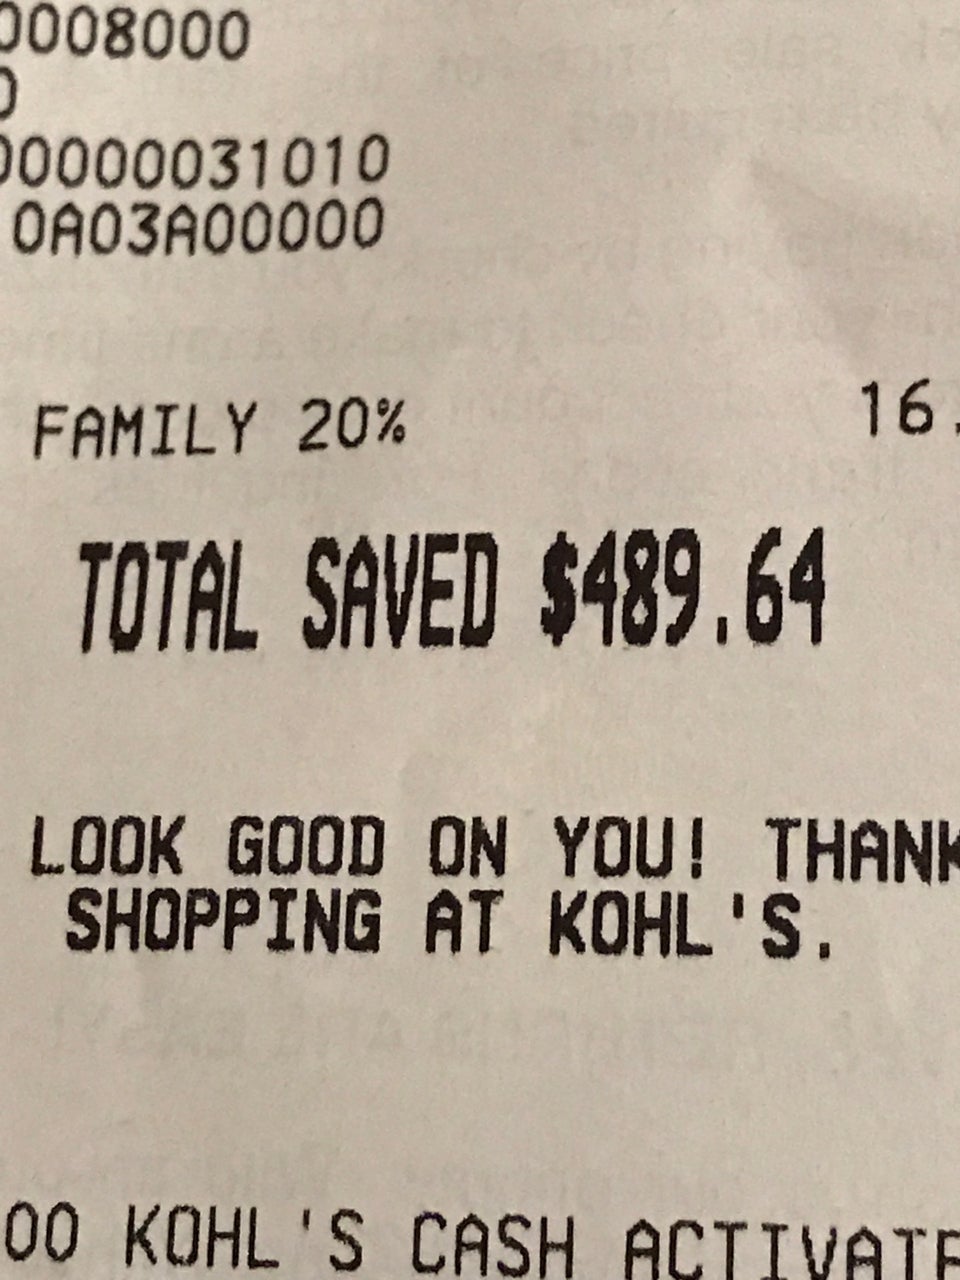 0008000
0
00000031010
0A03A00000
FAMILY 20% 16.
TOTAL SAVED $489.64
LOOK GOOD ON YOU! THANK
SHOPPING AT KOHL'S.
00 KOHL'S CASH ACTIVATE